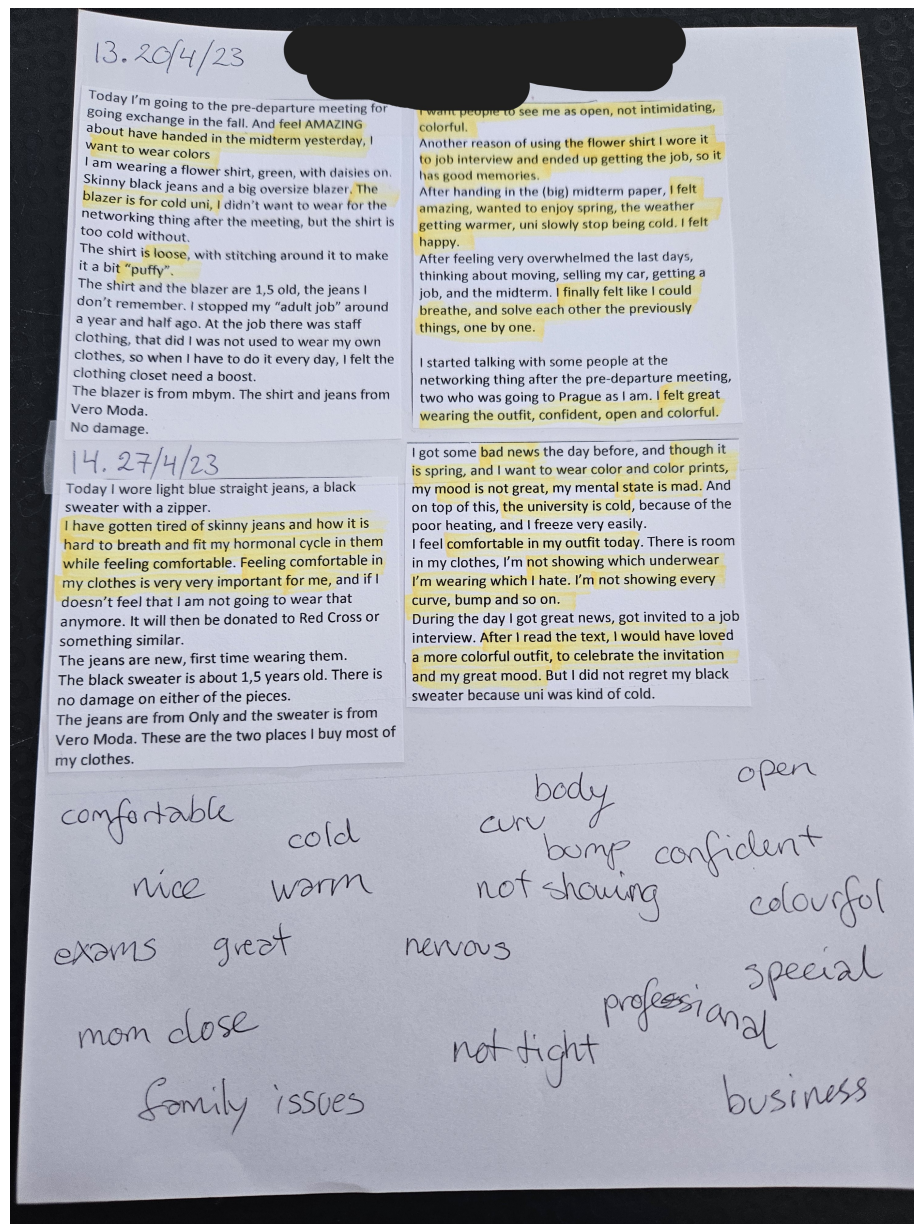 13. 20/4/23
Today I'm going to the pre-departure meeting for
going exchange in the fall. And feel AMAZING
about have handed in the midterm yesterday, I
want to wear colors
I am wearing a flower shirt, green, with daisies on.
Skinny black jeans and a big oversize blazer. The
blazer is for cold uni, I didn't want to wear for the
networking thing after the meeting, but the shirt is
too cold without.
The shirt is loose, with stitching around it to make
it a bit "puffy".
The shirt and the blazer are 1,5 old, the jeans I
don't remember. I stopped my "adult job" around
a year and half ago. At the job there was staff
clothing, that did I was not used to wear my own
clothes, so when I have to do it every day, I felt the
clothing closet need a boost.
The blazer is from mbym. The shirt and jeans from
Vero Moda.
No damage.
I want people to see me as open, not intimidating,
colorful.
Another reason of using the flower shirt I wore it
to job interview and ended up getting the job, so it
has good memories.
After handing in the (big) midterm paper, I felt
amazing, wanted to enjoy spring, the weather
getting warmer, uni slowly stop being cold. I felt
happy.
After feeling very overwhelmed the last days,
thinking about moving, selling my car, getting a
job, and the midterm. I finally felt like I could
breathe, and solve each other the previously
things, one by one.
I started talking with some people at the
networking thing after the pre-departure meeting,
two who was going to Prague as I am. I felt great
wearing the outfit, confident, open and colorful.
14. 27/4/23
Today I wore light blue straight jeans, a black
sweater with a zipper.
I have gotten tired of skinny jeans and how it is
hard to breath and fit my hormonal cycle in them
while feeling comfortable. Feeling comfortable in
my clothes is very very important for me, and if I
doesn't feel that I am not going to wear that
anymore. It will then be donated to Red Cross or
something similar.
The jeans are new, first time wearing them.
The black sweater is about 1,5 years old. There is
no damage on either of the pieces.
The jeans are from Only and the sweater is from
Vero Moda. These are the two places I buy most of
my clothes.
I got some bad news the day before, and though it
is spring, and I want to wear color and color prints,
my mood is not great, my mental state is mad. And
on top of this, the university is cold, because of the
poor heating, and I freeze very easily.
I feel comfortable in my outfit today. There is room
in my clothes, I'm not showing which underwear
I'm wearing which I hate. I'm not showing every
curve, bump and so on.
During the day I got great news, got invited to a job
interview. After I read the text, I would have loved
a more colorful outfit, to celebrate the invitation
and my great mood. But I did not regret my black
sweater because uni was kind of cold.
comfortable
cold
nice warm
exams great
mom close
family issues
body
curv
bump
not showing
nervous
not tight
open
confident
colourful
special
professional
business